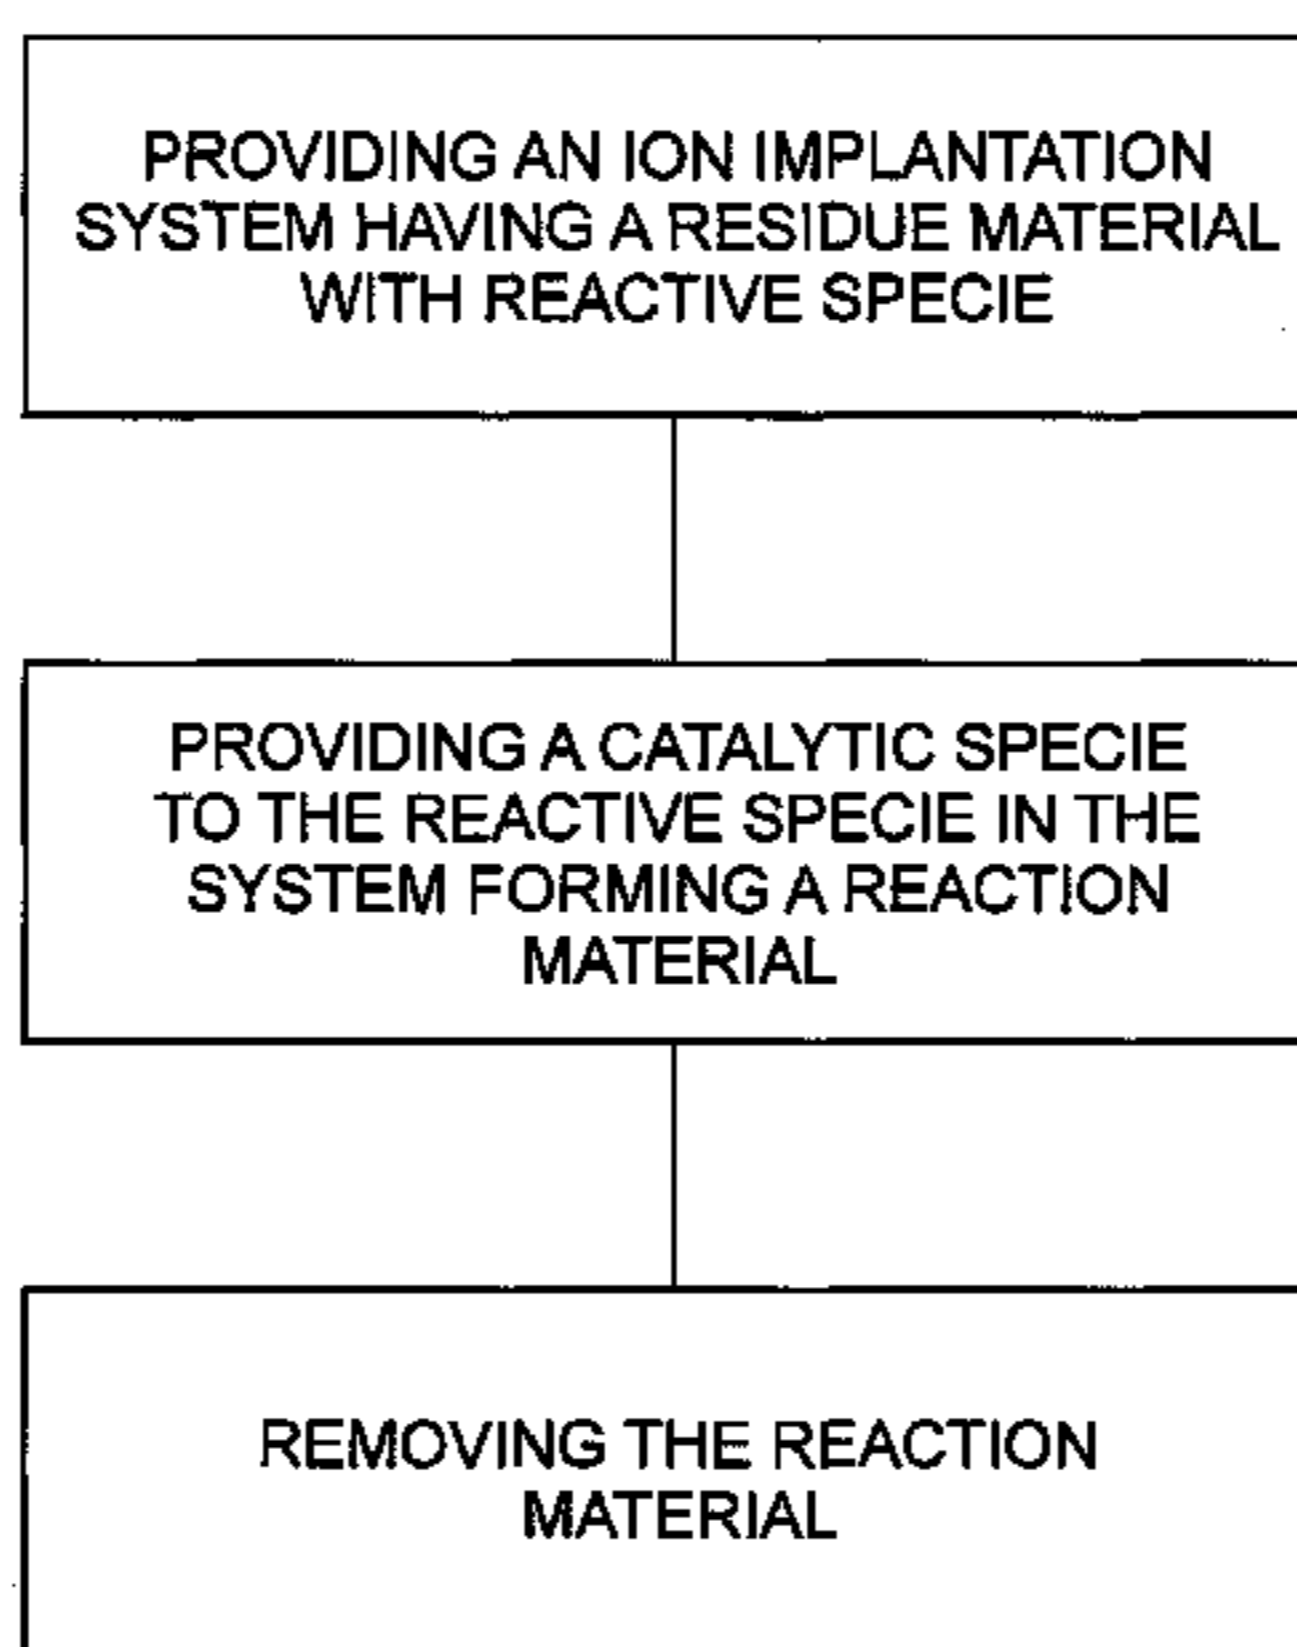 PROVIDING AN ION IMPLANTATION
SYSTEM HAVING A RESIDUE MATERIAL
WITH REACTIVE SPECIE
PROVIDING A CATALYTIC SPECIE
TO THE REACTIVE SPECIE IN THE
SYSTEM FORMING A REACTION
MATERIAL
REMOVING THE REACTION
MATERIAL